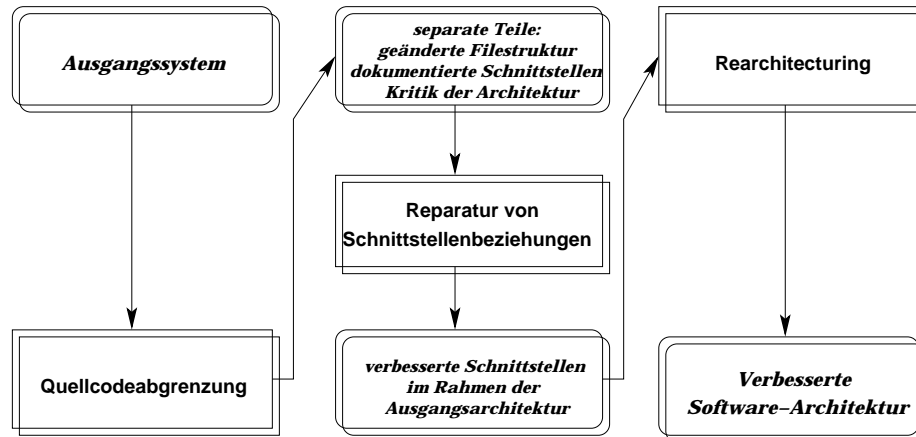 Ausgangssystem
Quellcodeabgrenzung
separate Teile:
geänderte Filestruktur
dokumentierte Schnittstellen
Kritik der Architektur
Reparatur von
Schnittstellenbeziehungen
verbesserte Schnittstellen
im Rahmen der
Ausgangsarchitektur
Rearchitecturing
Verbesserte
Software−Architektur